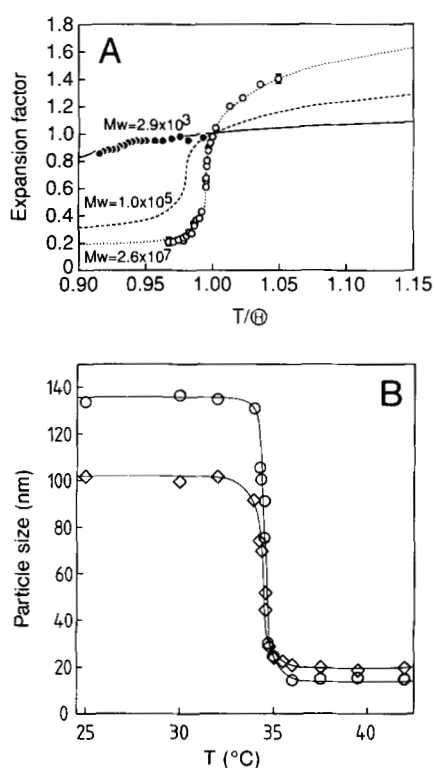 A
Expansion factor
1.8
1.6
1.4
1.2
1.0
0.8
0.6
0.4
0.2
Mw=2.9x10³
Mw=1.0x10⁵
Mw=2.6x10⁷
0.90 0.95 1.00 1.05 1.10 1.15
T/Θ
B
Particle size (nm)
140
120
100
80
60
40
20
0
25 30 35 40
T (°C)